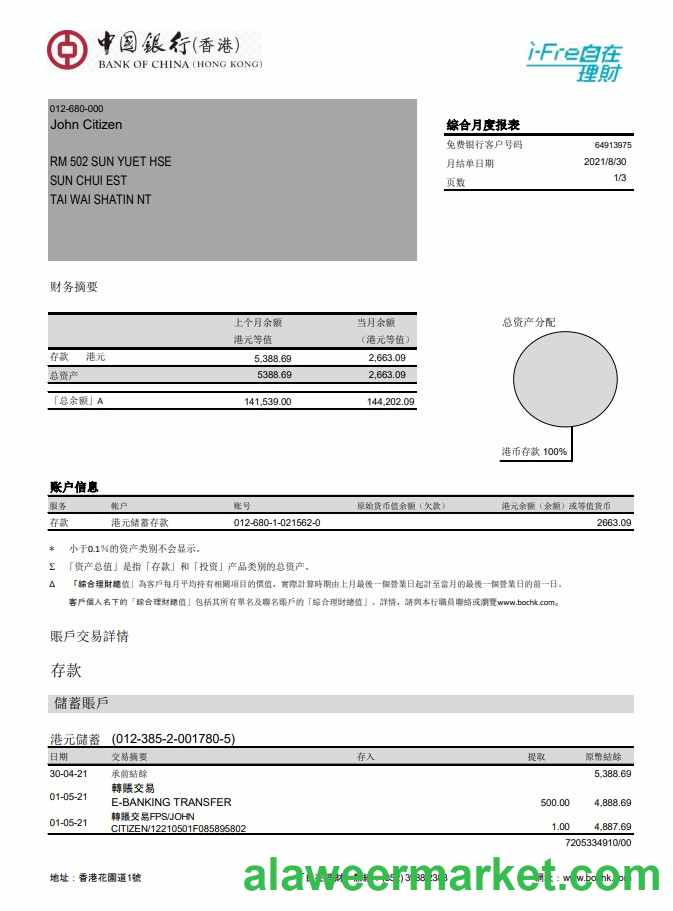 中国银行(香港)
BANK OF CHINA (HONG KONG)
i-Free自在
理財
012-680-000
John Citizen
RM 502 SUN YUET HSE
SUN CHUI EST
TAI WAI SHATIN NT
綜合月度报表
免费银行客户号码 64913975
月结单日期 2021/8/30
页数 1/3
财务摘要
上个月余额 当月余额
港元等值 （港元等值）
存款 港元 5,388.69 2,663.09
总资产 5388.69 2,663.09
「总余额」A 141,539.00 144,202.09
总资产分配
港币存款 100%
账户信息
服务 帐户 账号 原始货币值余额（欠款） 港元余额（余额）或等值货币
存款 港元储蓄存款 012-680-1-021562-0 2663.09
* 小于0.1%的资产类别不会显示。
Σ 「资产总值」是指「存款」和「投资」产品类别的总资产。
Δ 「綜合理財總值」為客戶每月平均持有相關項目的價值，實際計算時期由上月最後一個營業日起計至當月的最後一個營業日的前一日。
客戶個人名下的「綜合理財總值」包括其所有單名及聯名賬戶的「綜合理財總值」。詳情，請與本行職員聯絡或瀏覽www.bochk.com。
賬戶交易詳情
存款
儲蓄賬戶
港元儲蓄 (012-385-2-001780-5)
日期 交易摘要 存入 提取 原幣結餘
30-04-21 承前結餘 5,388.69
轉賬交易
01-05-21 E-BANKING TRANSFER 500.00 4,888.69
轉賬交易FPS/JOHN
01-05-21 CITIZEN/12210501F085895802 1.00 4,887.69
7205334910/00
地址：香港花園道1號
www.bochk.com
alaweermarket.com